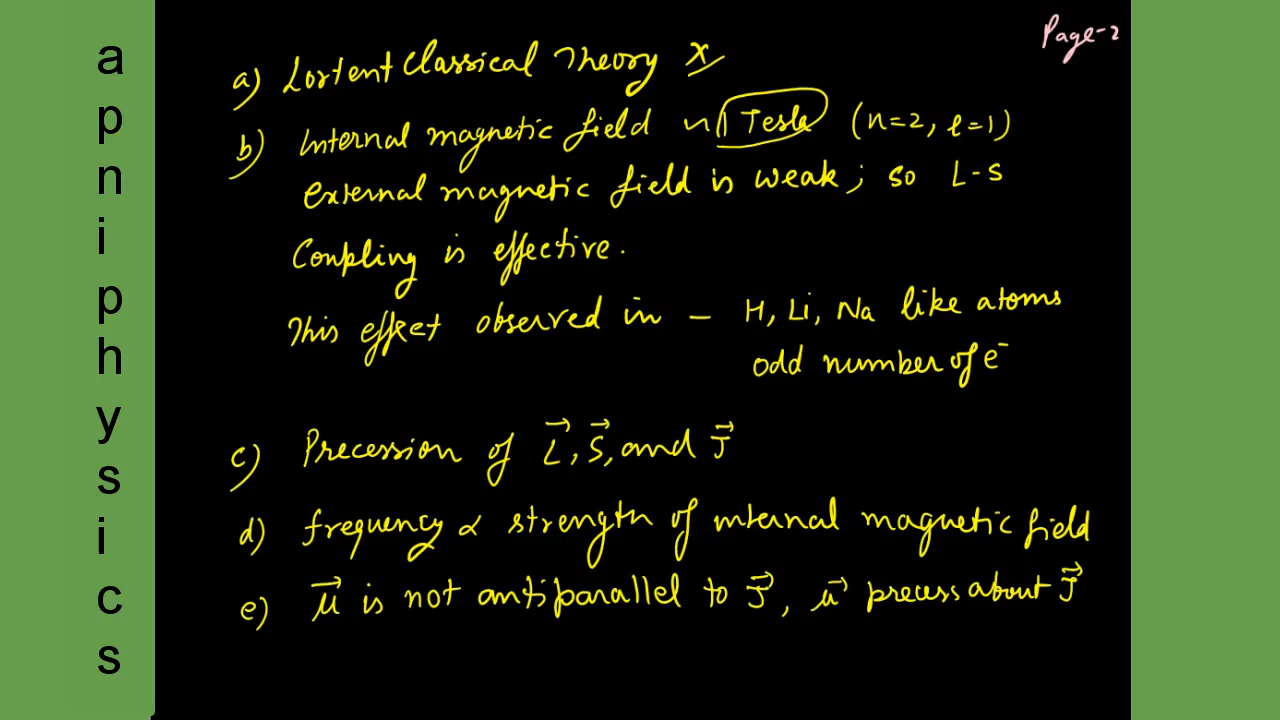 apniphysics
Page-2
a) Lortent Classical Theory x
b) Internal magnetic field ~ 1 Tesla (n=2, l=1)
External magnetic field is weak; so L-S
Coupling is effective.
This effect observed in - H, Li, Na like atoms
odd number of e⁻
c) Precession of L⃗, S⃗, and J⃗
d) frequency ∝ strength of internal magnetic field
e) μ⃗ is not antiparallel to J⃗, μ⃗ precess about J⃗